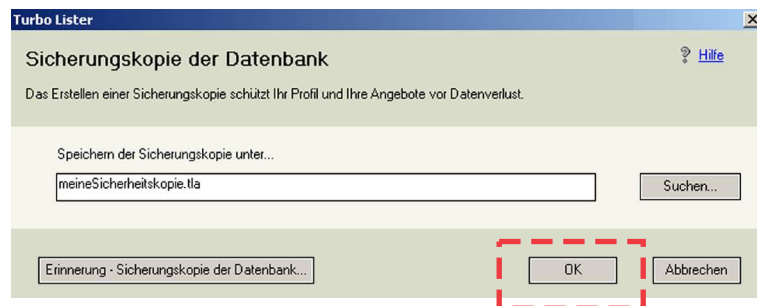 Turbo Lister
Sicherungskopie der Datenbank
? Hilfe
Das Erstellen einer Sicherungskopie schützt Ihr Profil und Ihre Angebote vor Datenverlust.
Speichern der Sicherungskopie unter...
meineSicherheitskopie.tla
Suchen...
Erinnerung - Sicherungskopie der Datenbank...
OK
Abbrechen